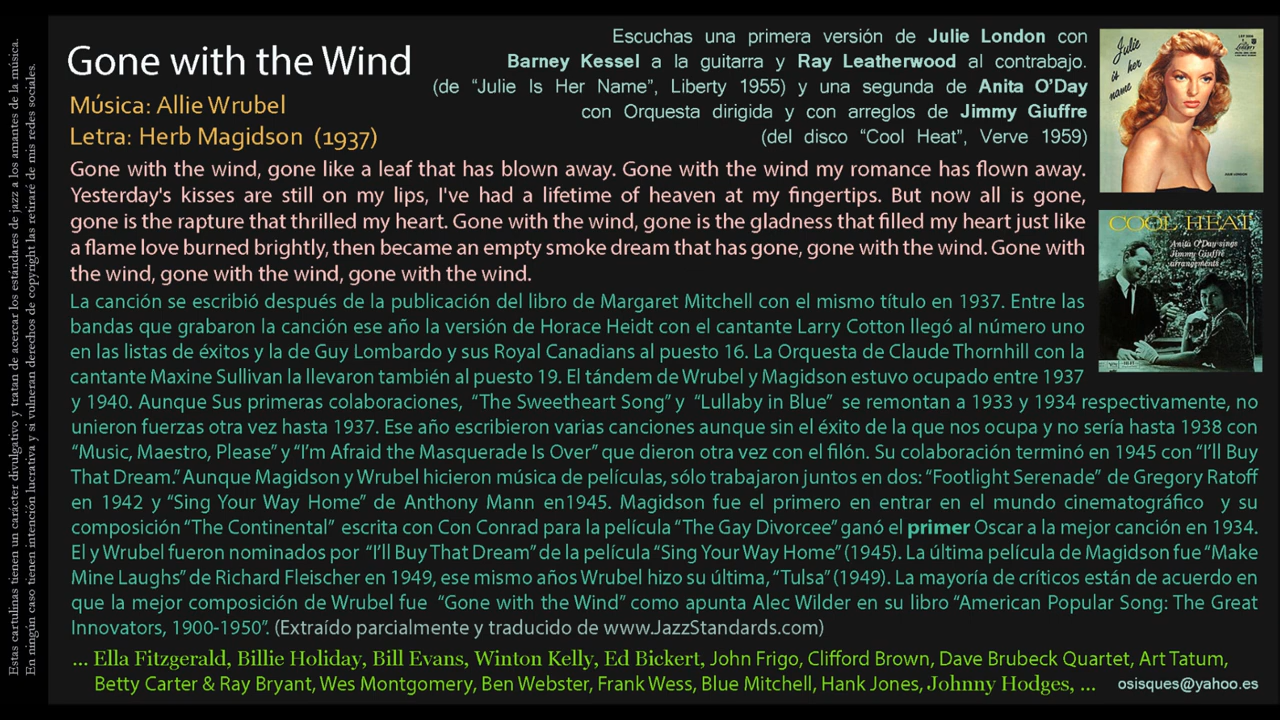 Estas cartulinas tienen un carácter divulgativo y tratan de acercar los estándares de jazz a los amantes de la música.
En ningún caso tienen intención lucrativa y si vulneran derechos de copyright las retiraré de mis redes sociales.
Gone with the Wind
Música: Allie Wrubel
Letra: Herb Magidson (1937)
Escuchas una primera versión de Julie London con
Barney Kessel a la guitarra y Ray Leatherwood al contrabajo.
(de “Julie Is Her Name”, Liberty 1955) y una segunda de Anita O’Day
con Orquesta dirigida y con arreglos de Jimmy Giuffre
(del disco “Cool Heat”, Verve 1959)
Julie
is her
name
JULIE LONDON
COOL HEAT
Anita O'Day sings
Jimmy Giuffre
arrangements
Gone with the wind, gone like a leaf that has blown away. Gone with the wind my romance has flown away.
Yesterday's kisses are still on my lips, I've had a lifetime of heaven at my fingertips. But now all is gone,
gone is the rapture that thrilled my heart. Gone with the wind, gone is the gladness that filled my heart just like
a flame love burned brightly, then became an empty smoke dream that has gone, gone with the wind. Gone with
the wind, gone with the wind, gone with the wind.
La canción se escribió después de la publicación del libro de Margaret Mitchell con el mismo título en 1937. Entre las
bandas que grabaron la canción ese año la versión de Horace Heidt con el cantante Larry Cotton llegó al número uno
en las listas de éxitos y la de Guy Lombardo y sus Royal Canadians al puesto 16. La Orquesta de Claude Thornhill con la
cantante Maxine Sullivan la llevaron también al puesto 19. El tándem de Wrubel y Magidson estuvo ocupado entre 1937
y 1940. Aunque Sus primeras colaboraciones, “The Sweetheart Song” y “Lullaby in Blue” se remontan a 1933 y 1934 respectivamente, no
unieron fuerzas otra vez hasta 1937. Ese año escribieron varias canciones aunque sin el éxito de la que nos ocupa y no sería hasta 1938 con
“Music, Maestro, Please” y “I’m Afraid the Masquerade Is Over” que dieron otra vez con el filón. Su colaboración terminó en 1945 con “I’ll Buy
That Dream.” Aunque Magidson y Wrubel hicieron música de películas, sólo trabajaron juntos en dos: “Footlight Serenade” de Gregory Ratoff
en 1942 y “Sing Your Way Home” de Anthony Mann en1945. Magidson fue el primero en entrar en el mundo cinematográfico y su
composición “The Continental” escrita con Con Conrad para la película “The Gay Divorcee” ganó el primer Oscar a la mejor canción en 1934.
El y Wrubel fueron nominados por “I’ll Buy That Dream” de la película “Sing Your Way Home” (1945). La última película de Magidson fue “Make
Mine Laughs” de Richard Fleischer en 1949, ese mismo años Wrubel hizo su última, “Tulsa” (1949). La mayoría de críticos están de acuerdo en
que la mejor composición de Wrubel fue “Gone with the Wind” como apunta Alec Wilder en su libro “American Popular Song: The Great
Innovators, 1900-1950”. (Extraído parcialmente y traducido de www.JazzStandards.com)
... Ella Fitzgerald, Billie Holiday, Bill Evans, Winton Kelly, Ed Bickert, John Frigo, Clifford Brown, Dave Brubeck Quartet, Art Tatum,
Betty Carter & Ray Bryant, Wes Montgomery, Ben Webster, Frank Wess, Blue Mitchell, Hank Jones, Johnny Hodges, ...
osisques@yahoo.es